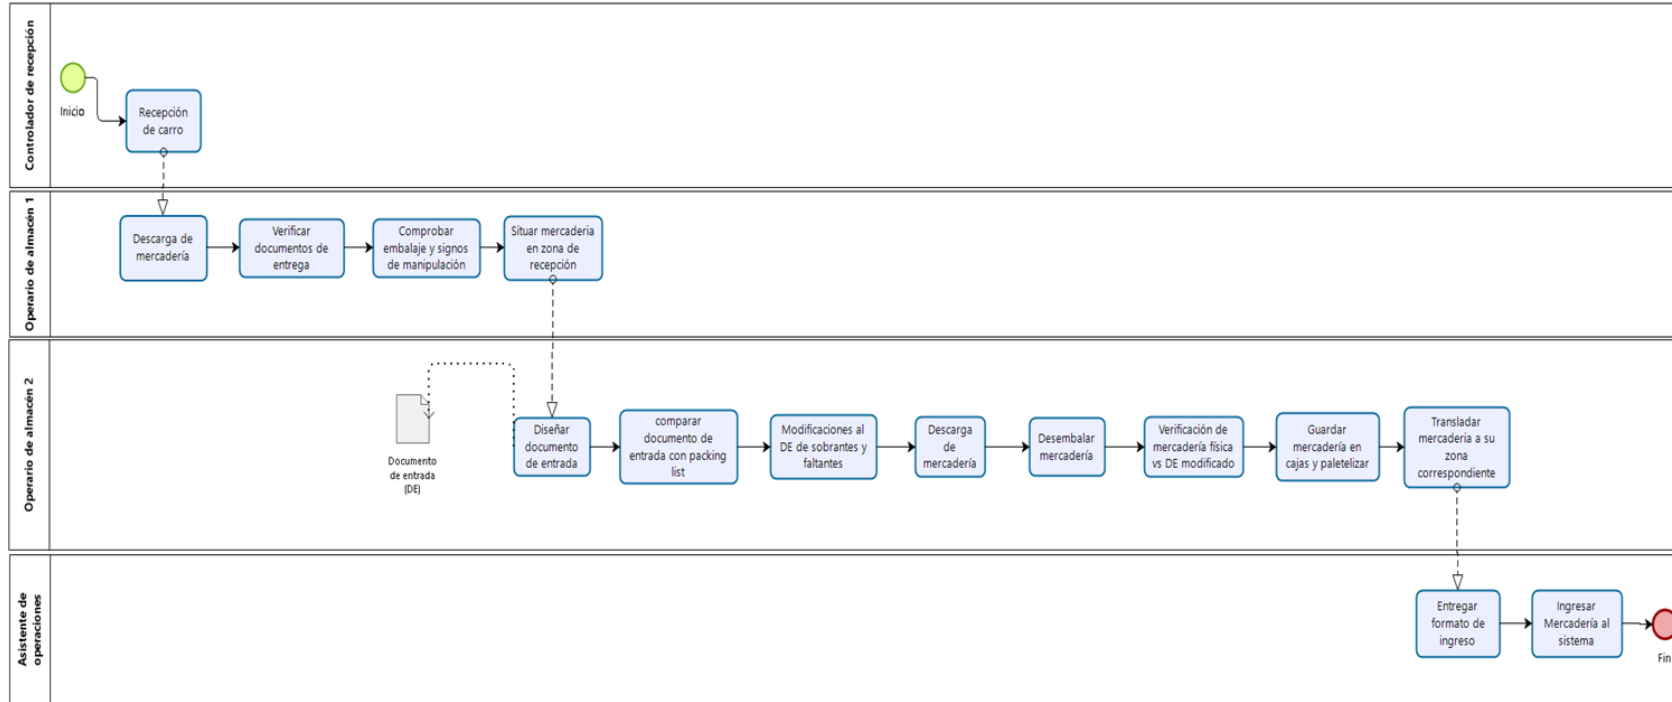 Controlador de recepción
Inicio
Recepción
de carro
Operario de almacén 1
Descarga de
mercadería
Verificar
documentos de
entrega
Comprobar
embalaje y signos
de manipulación
Situar mercaderia
en zona de
recepción
Operario de almacén 2
Documento
de entrada
(DE)
Diseñar
documento
de entrada
comparar
documento de
entrada con packing
list
Modificaciones al
DE de sobrantes y
faltantes
Descarga
de
mercadería
Desembalar
mercadería
Verificación de
mercadería física
vs DE modificado
Guardar
mercadería en
cajas y paletelizar
Transladar
mercaderia a su
zona
correspondiente
Asistente de
operaciones
Entregar
formato de
ingreso
Ingresar
Mercadería al
sistema
Fin